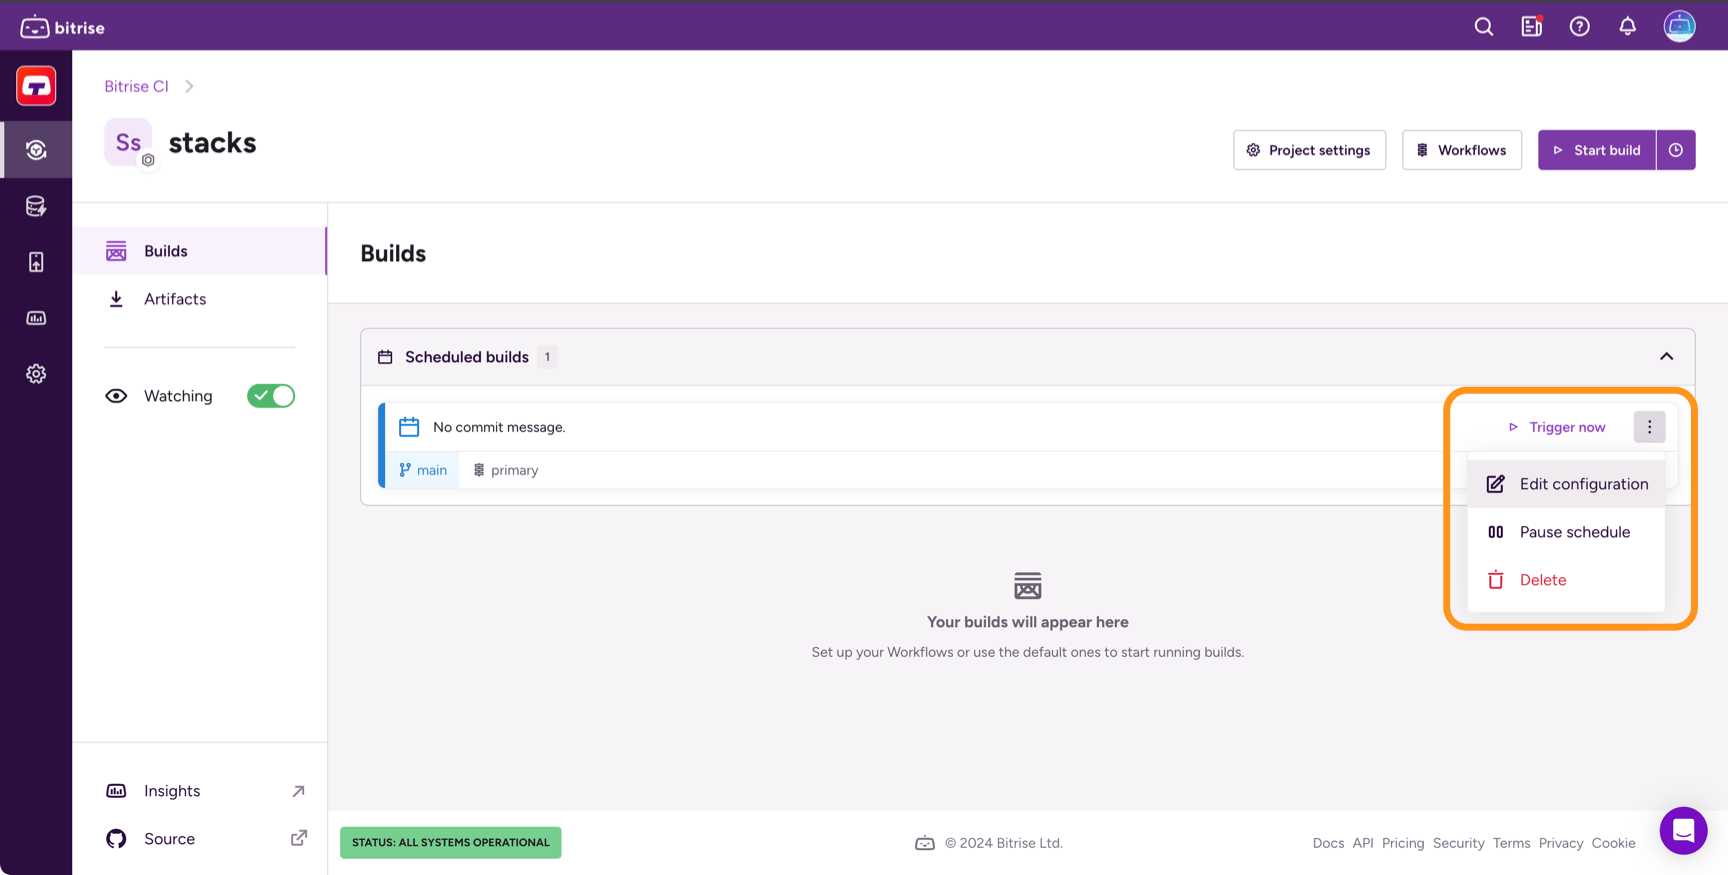 bitrise
Bitrise CI
Ss
stacks
Project settings
Workflows
Start build
Builds
Artifacts
Watching
Insights
Source
Builds
Scheduled builds 1
No commit message.
Trigger now
main
primary
Edit configuration
Pause schedule
Delete
Your builds will appear here
Set up your Workflows or use the default ones to start running builds.
STATUS: ALL SYSTEMS OPERATIONAL
© 2024 Bitrise Ltd.
Docs API Pricing Security Terms Privacy Cookie